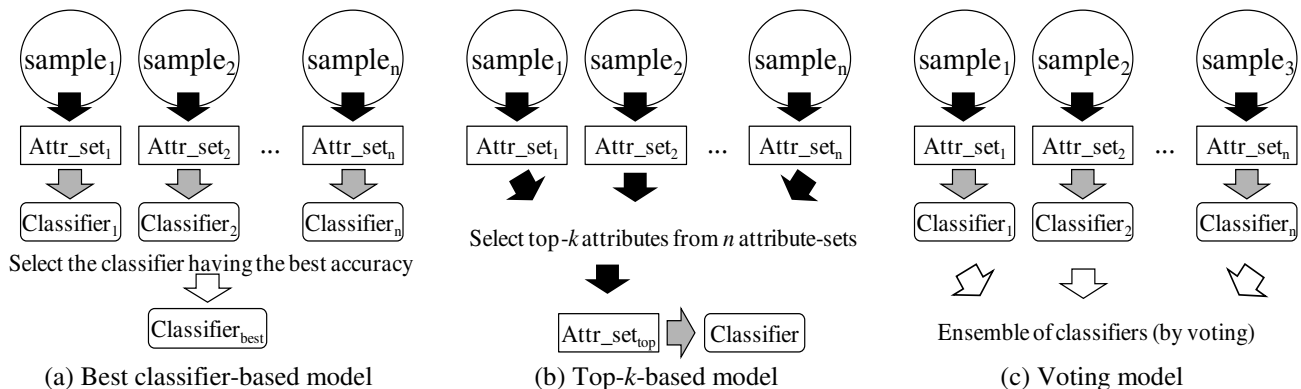 sample1 sample2 samplen
Attr_set1 Attr_set2 ... Attr_setn
Classifier1 Classifier2 Classifiern
Select the classifier having the best accuracy
Classifierbest
(a) Best classifier-based model
sample1 sample2 samplen
Attr_set1 Attr_set2 ... Attr_setn
Select top-k attributes from n attribute-sets
Attr_settop Classifier
(b) Top-k-based model
sample1 sample2 sample3
Attr_set1 Attr_set2 ... Attr_setn
Classifier1 Classifier2 Classifiern
Ensemble of classifiers (by voting)
(c) Voting model